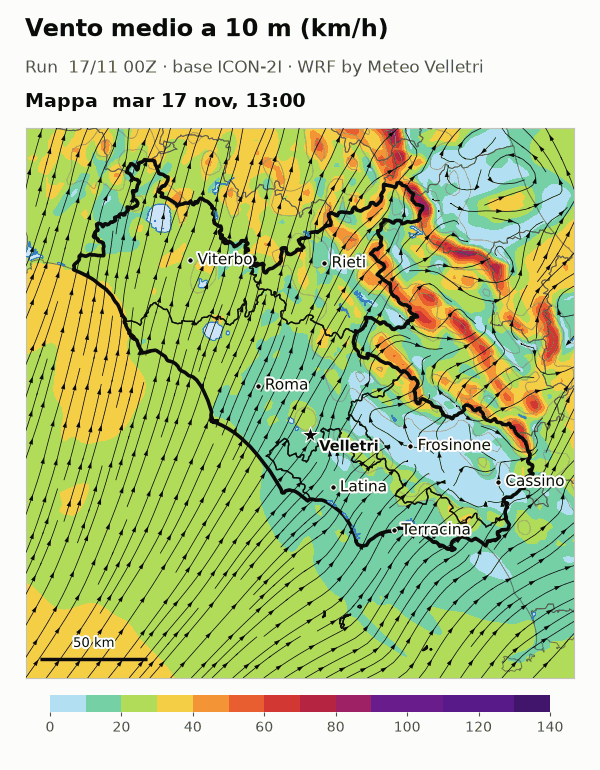 Vento medio a 10 m (km/h)
Run 17/11 00Z · base ICON-2I · WRF by Meteo Velletri
Mappa mar 17 nov, 13:00
Viterbo
Rieti
Roma
Velletri
Frosinone
Cassino
Latina
Terracina
50 km
0 20 40 60 80 100 120 140